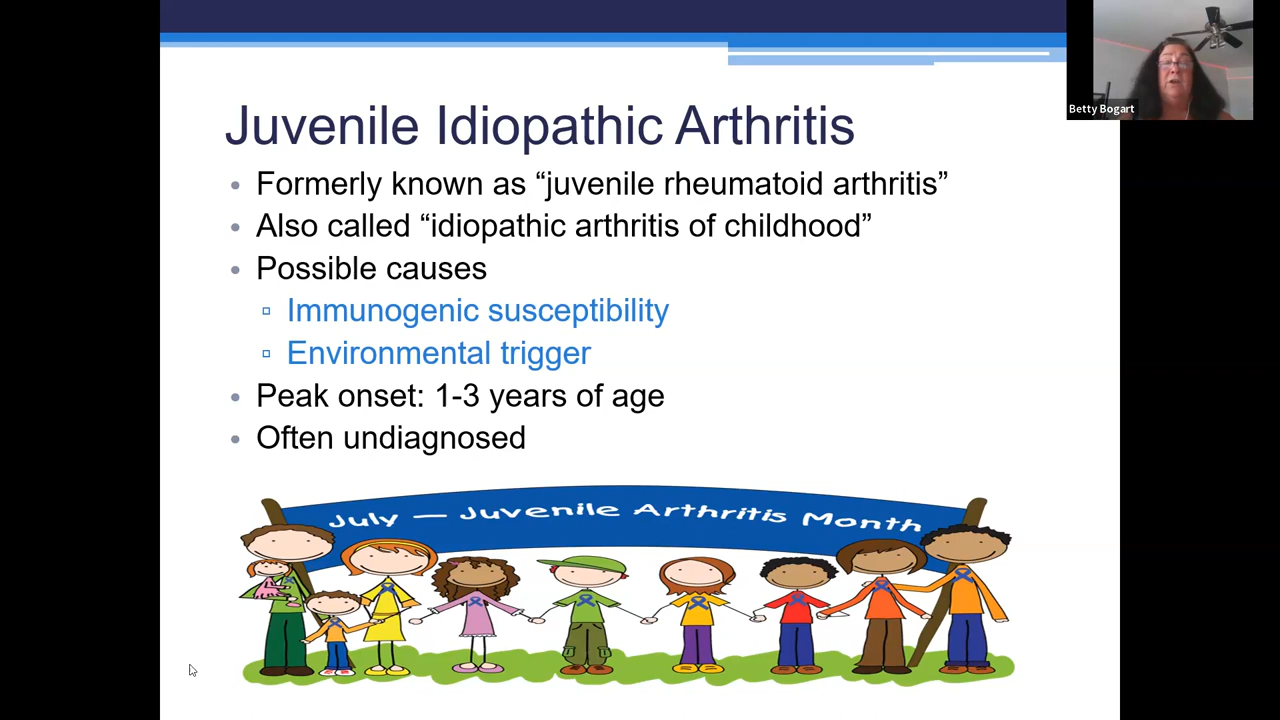 Juvenile Idiopathic Arthritis
• Formerly known as “juvenile rheumatoid arthritis”
• Also called “idiopathic arthritis of childhood”
• Possible causes
▫ Immunogenic susceptibility
▫ Environmental trigger
• Peak onset: 1-3 years of age
• Often undiagnosed
July — Juvenile Arthritis Month
Betty Bogart